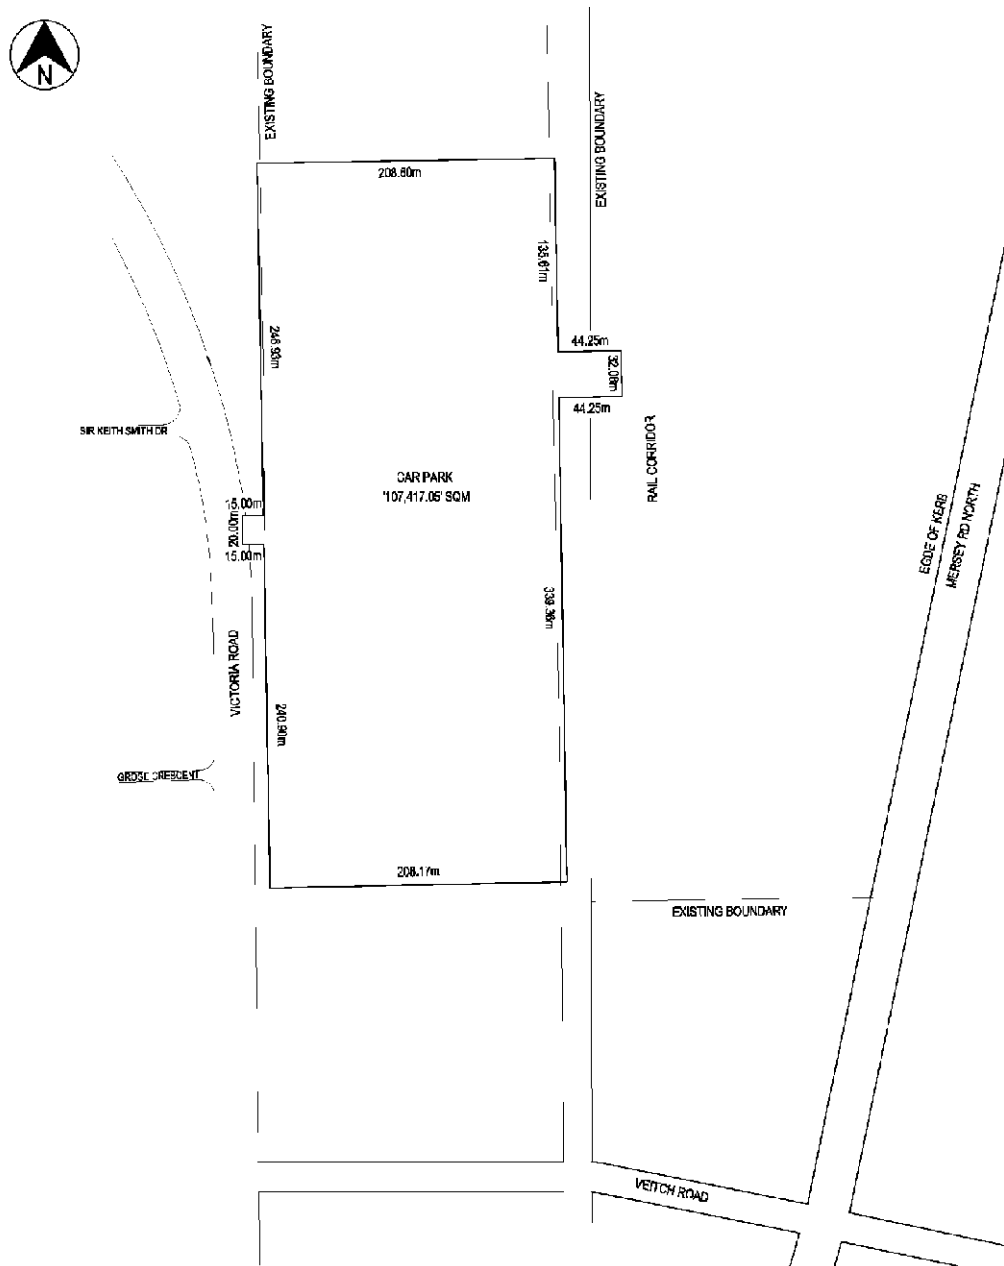 N
EXISTING BOUNDARY
EXISTING BOUNDARY
208.60m
135.61m
246.93m
44.25m
32.08m
44.25m
SIR KEITH SMITH DR
RAIL CORRIDOR
CAR PARK
'107,417.05' SQM
15.00m
20.00m
15.00m
EGDE OF KERB
MERSEY RD NORTH
339.36m
VICTORIA ROAD
240.90m
GROSE CRESCENT
208.17m
EXISTING BOUNDARY
VEITCH ROAD